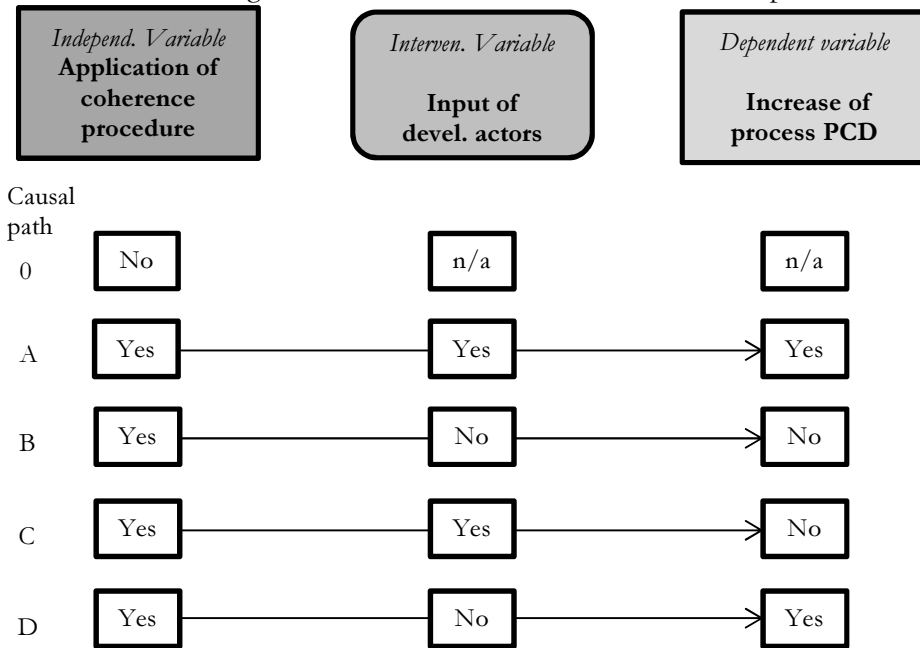 Independ. Variable
Application of
coherence
procedure
Interven. Variable
Input of
devel. actors
Dependent variable
Increase of
process PCD
Causal
path
0 No n/a n/a
A Yes Yes Yes
B Yes No No
C Yes Yes No
D Yes No Yes